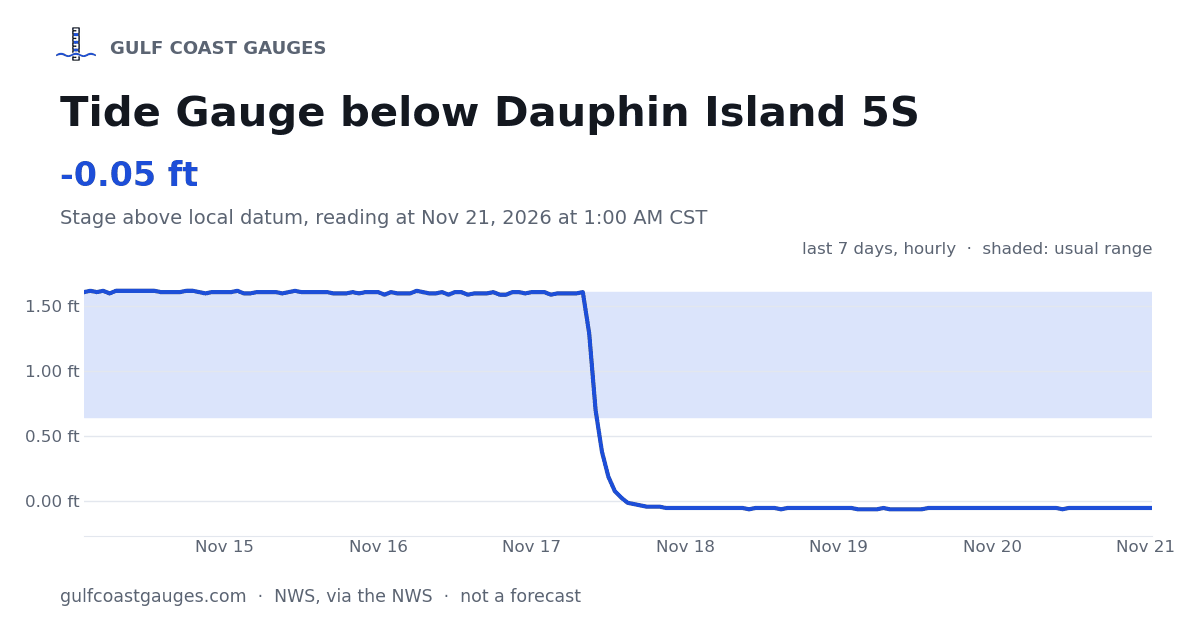 GULF COAST GAUGES
Tide Gauge below Dauphin Island 5S
-0.05 ft
Stage above local datum, reading at Nov 21, 2026 at 1:00 AM CST
last 7 days, hourly · shaded: usual range
1.50 ft
1.00 ft
0.50 ft
0.00 ft
Nov 15 Nov 16 Nov 17 Nov 18 Nov 19 Nov 20 Nov 21
gulfcoastgauges.com · NWS, via the NWS · not a forecast